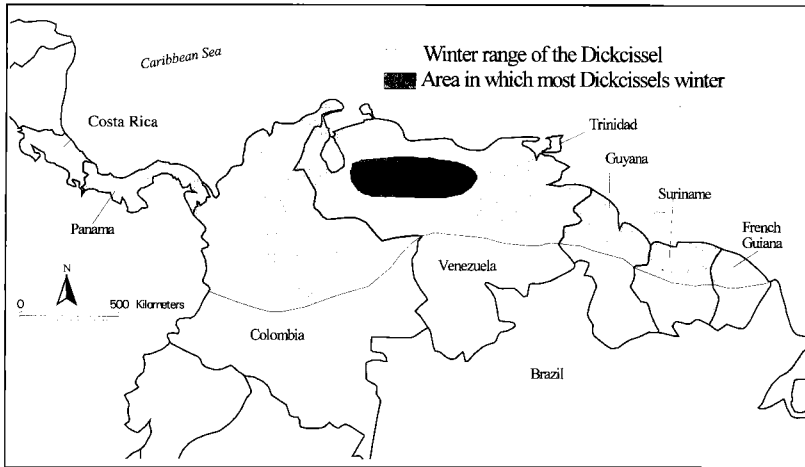 Caribbean Sea
Winter range of the Dickcissel
Area in which most Dickcissels winter
Costa Rica
Trinidad
Guyana
Suriname
Panama
French
Guiana
N
Venezuela
0 500 Kilometers
Colombia
Brazil